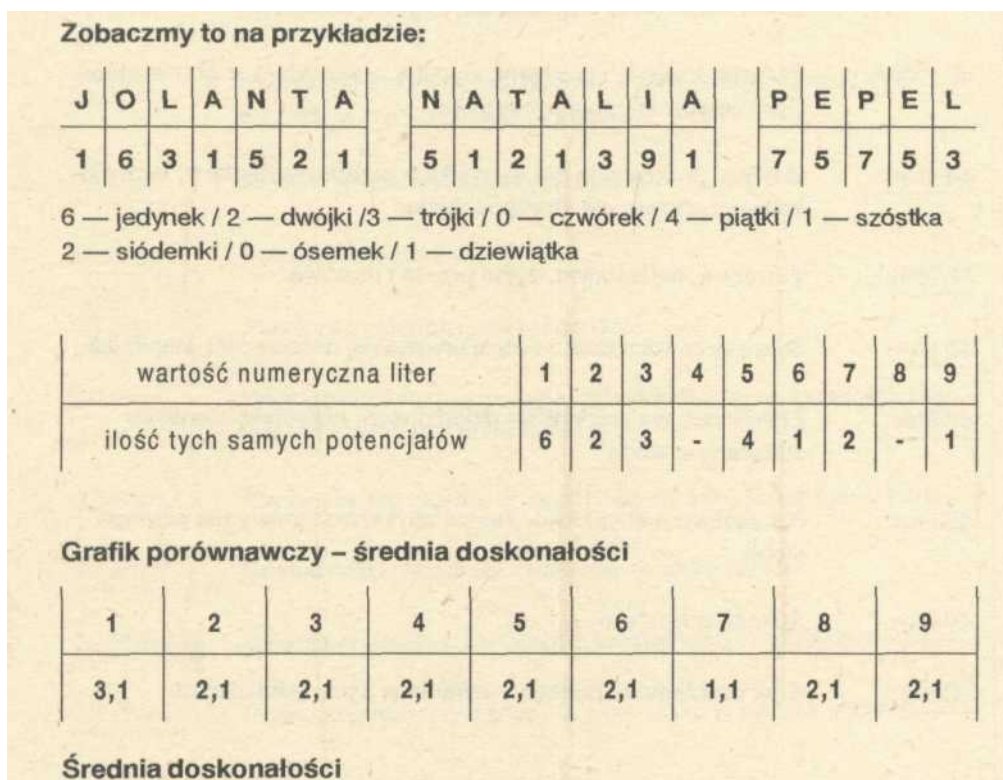 Zobaczmy to na przykładzie:
J O L A N T A N A T A L I A P E P E L
1 6 3 1 5 2 1 5 1 2 1 3 9 1 7 5 7 5 3
6 — jedynek / 2 — dwójki /3 — trójki / 0 — czwórek / 4 — piątki / 1 — szóstka
2 — siódemki / 0 — ósemek / 1 — dziewiątka
wartość numeryczna liter 1 2 3 4 5 6 7 8 9
ilość tych samych potencjałów 6 2 3 - 4 1 2 - 1
Grafik porównawczy – średnia doskonałości
1 2 3 4 5 6 7 8 9
3,1 2,1 2,1 2,1 2,1 2,1 1,1 2,1 2,1
Średnia doskonałości